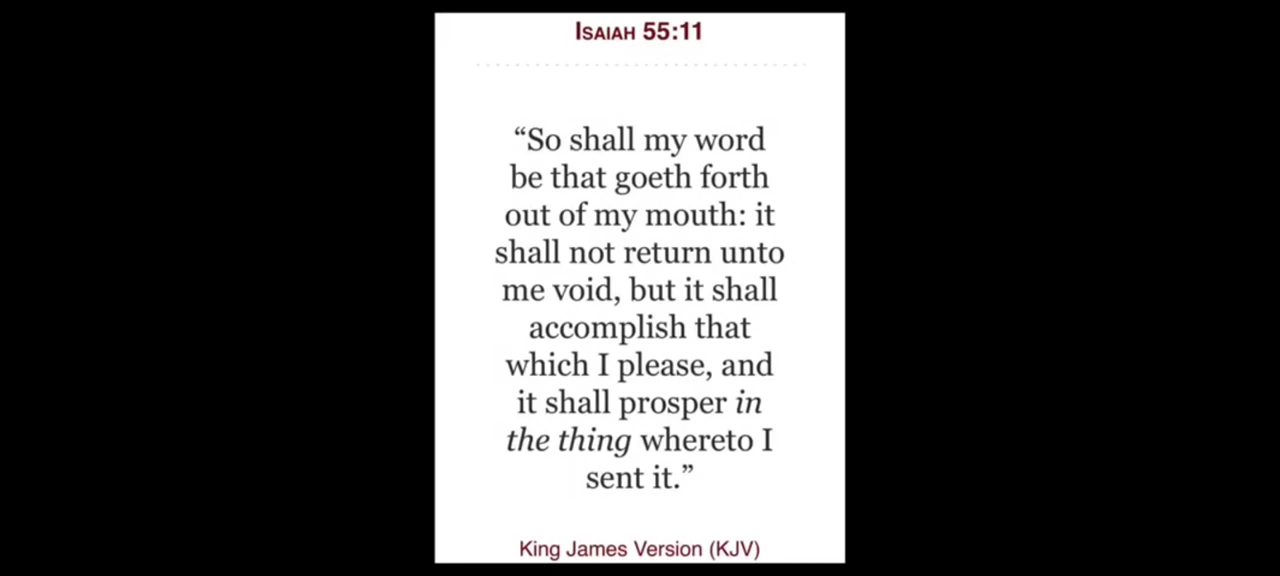 Isaiah 55:11
“So shall my word
be that goeth forth
out of my mouth: it
shall not return unto
me void, but it shall
accomplish that
which I please, and
it shall prosper in
the thing whereto I
sent it.”
King James Version (KJV)